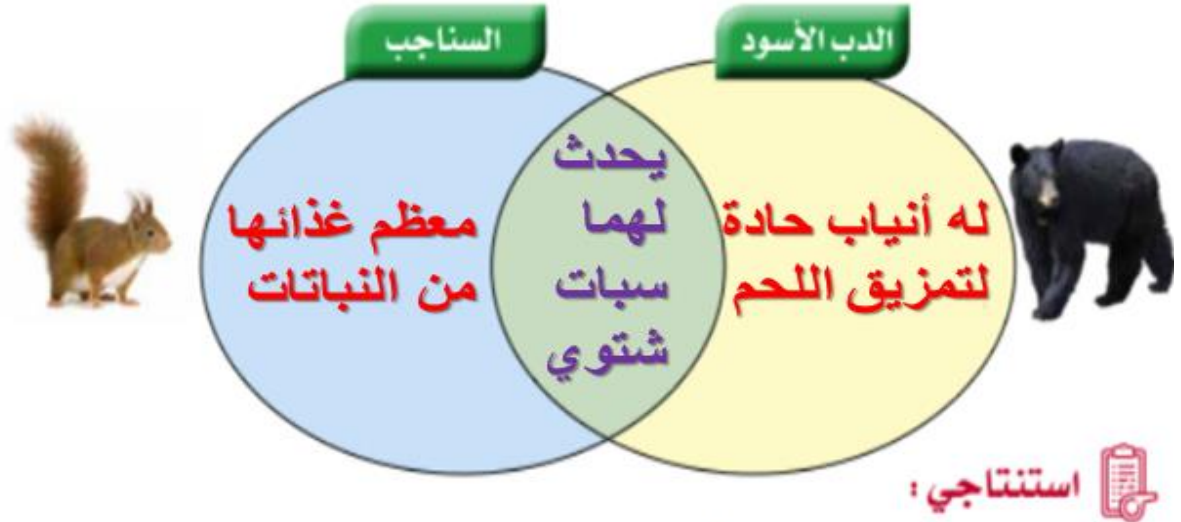 الدب الأسود
السناجب
له أنياب حادة
لتمزيق اللحم
يحدث
لهما
سبات
شتوي
معظم غذائها
من النباتات
استنتاجي :